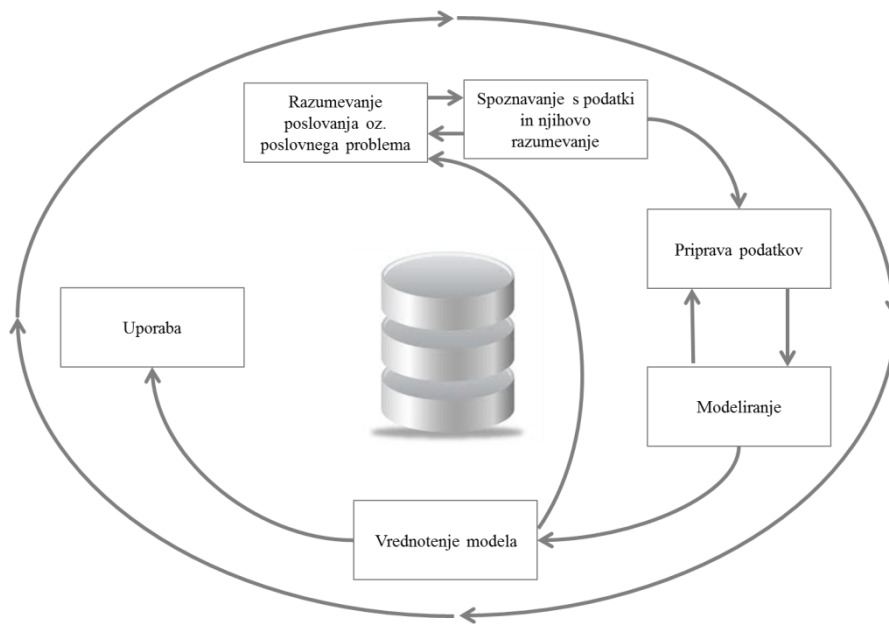 Razumevanje
poslovanja oz.
poslovnega problema
Spoznavanje s podatki
in njihovo
razumevanje
Priprava podatkov
Uporaba
Modeliranje
Vrednotenje modela